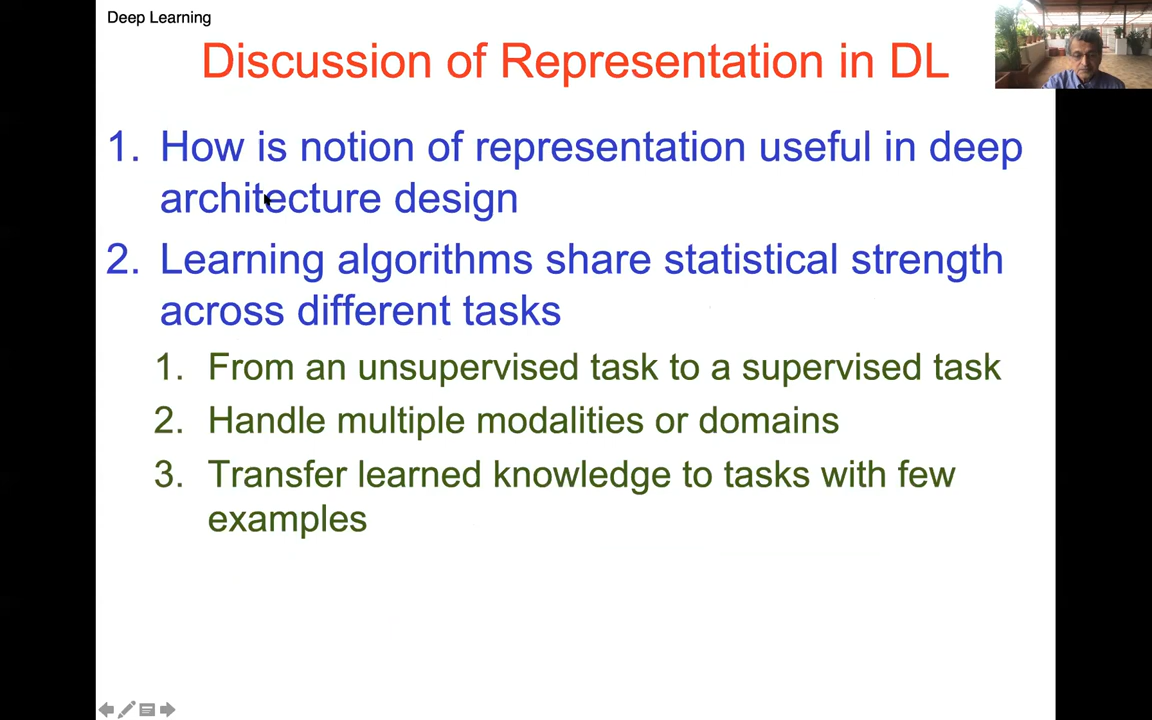 Deep Learning
Discussion of Representation in DL
1. How is notion of representation useful in deep
architecture design
2. Learning algorithms share statistical strength
across different tasks
1. From an unsupervised task to a supervised task
2. Handle multiple modalities or domains
3. Transfer learned knowledge to tasks with few
examples